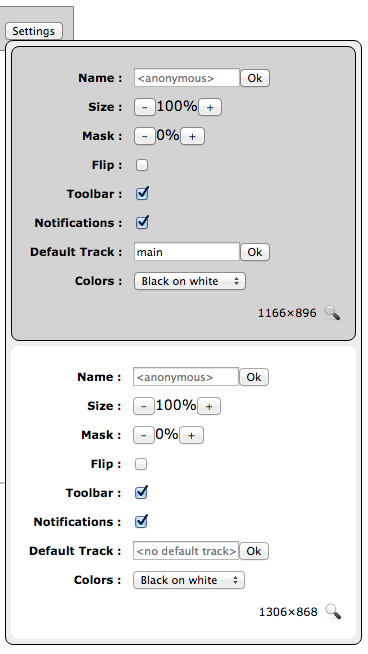 Settings
Name : <anonymous> Ok
Size : - 100% +
Mask : - 0% +
Flip :
Toolbar :
Notifications :
Default Track : main Ok
Colors : Black on white
1166×896
Name : <anonymous> Ok
Size : - 100% +
Mask : - 0% +
Flip :
Toolbar :
Notifications :
Default Track : <no default track> Ok
Colors : Black on white
1306×868